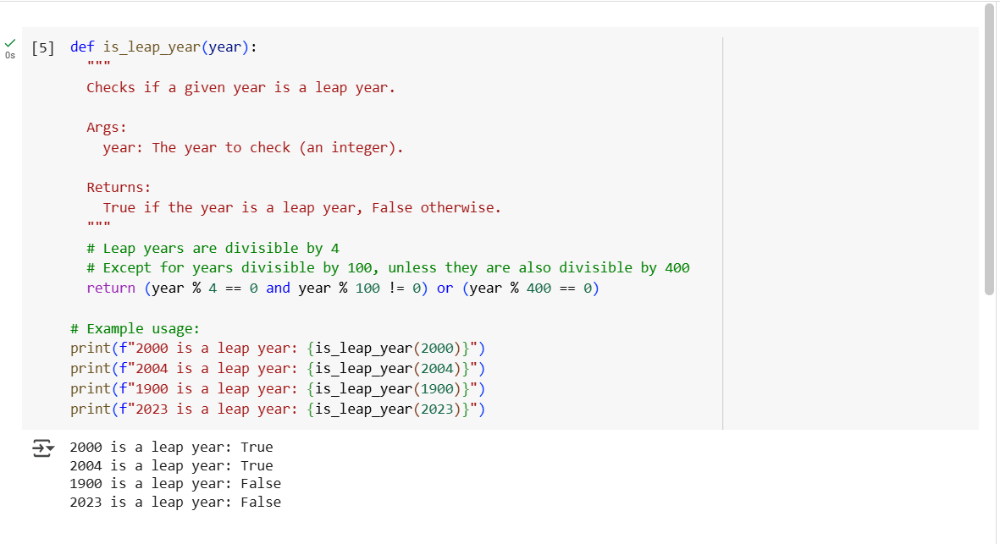 [5] def is_leap_year(year):
"""
Checks if a given year is a leap year.
Args:
year: The year to check (an integer).
Returns:
True if the year is a leap year, False otherwise.
"""
# Leap years are divisible by 4
# Except for years divisible by 100, unless they are also divisible by 400
return (year % 4 == 0 and year % 100 != 0) or (year % 400 == 0)
# Example usage:
print(f"2000 is a leap year: {is_leap_year(2000)}")
print(f"2004 is a leap year: {is_leap_year(2004)}")
print(f"1900 is a leap year: {is_leap_year(1900)}")
print(f"2023 is a leap year: {is_leap_year(2023)}")
0s
2000 is a leap year: True
2004 is a leap year: True
1900 is a leap year: False
2023 is a leap year: False